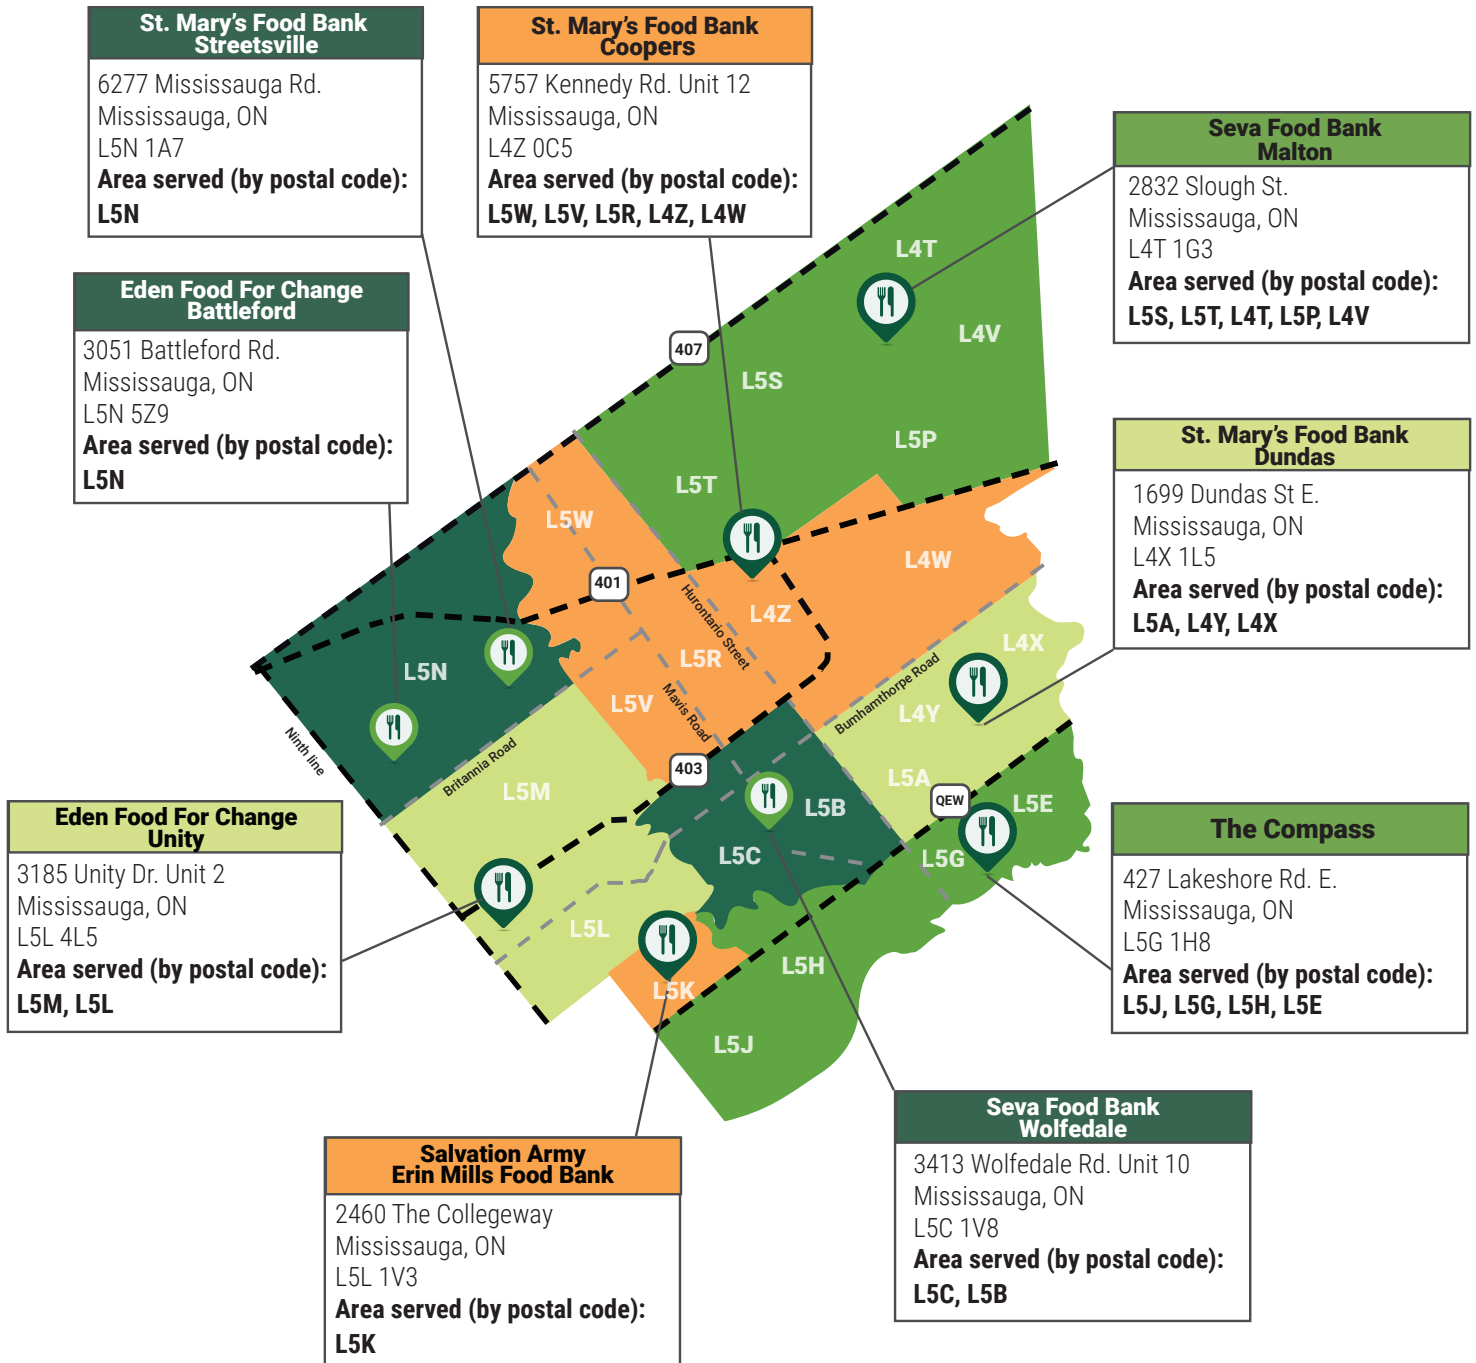 St. Mary's Food Bank
Streetsville
6277 Mississauga Rd.
Mississauga, ON
L5N 1A7
Area served (by postal code):
L5N
St. Mary's Food Bank
Coopers
5757 Kennedy Rd. Unit 12
Mississauga, ON
L4Z 0C5
Area served (by postal code):
L5W, L5V, L5R, L4Z, L4W
Seva Food Bank
Malton
2832 Slough St.
Mississauga, ON
L4T 1G3
Area served (by postal code):
L5S, L5T, L4T, L5P, L4V
Eden Food For Change
Battleford
3051 Battleford Rd.
Mississauga, ON
L5N 5Z9
Area served (by postal code):
L5N
St. Mary's Food Bank
Dundas
1699 Dundas St E.
Mississauga, ON
L4X 1L5
Area served (by postal code):
L5A, L4Y, L4X
L4T
L4V
407
L5S
L5P
L5T
L5W
L4W
401
L4Z
Hurontario Street
L4X
L5R
L5N
L5V
Mavis Road
Bumhamthorpe Road
L4Y
Ninth line
Britannia Road
403
L5M
L5A
QEW
L5B
L5E
L5C
L5G
L5L
L5H
L5K
L5J
Eden Food For Change
Unity
3185 Unity Dr. Unit 2
Mississauga, ON
L5L 4L5
Area served (by postal code):
L5M, L5L
The Compass
427 Lakeshore Rd. E.
Mississauga, ON
L5G 1H8
Area served (by postal code):
L5J, L5G, L5H, L5E
Salvation Army
Erin Mills Food Bank
2460 The Collegeway
Mississauga, ON
L5L 1V3
Area served (by postal code):
L5K
Seva Food Bank
Wolfedale
3413 Wolfedale Rd. Unit 10
Mississauga, ON
L5C 1V8
Area served (by postal code):
L5C, L5B